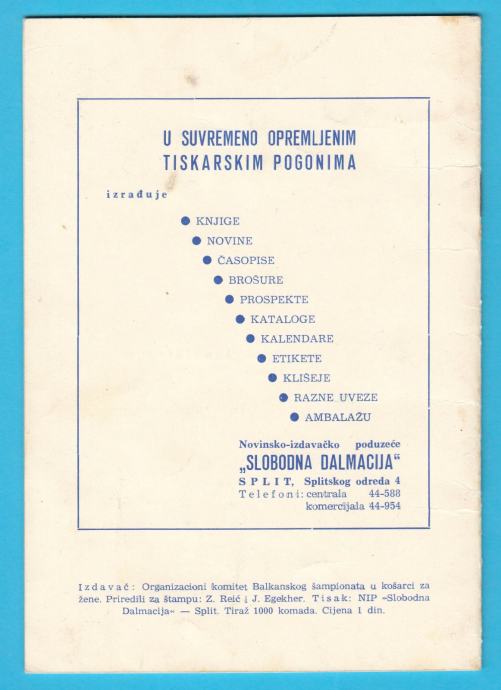 U SUVREMENO OPREMLJENIM
TISKARSKIM POGONIMA
izrađuje
● KNJIGE
● NOVINE
● ČASOPISE
● BROŠURE
● PROSPEKTE
● KATALOGE
● KALENDARE
● ETIKETE
● KLIŠEJE
● RAZNE UVEZE
● AMBALAŽU
Novinsko-izdavačko poduzeće
„SLOBODNA DALMACIJA“
SPLIT, Splitskog odreda 4
Telefoni: centrala 44-588
komercijala 44-954
Izdavač: Organizacioni komitet Balkanskog šampionata u košarci za
žene. Priredili za štampu: Z. Reić i J. Egekher. Tisak: NIP »Slobodna
Dalmacija« — Split. Tiraž 1000 komada. Cijena 1 din.